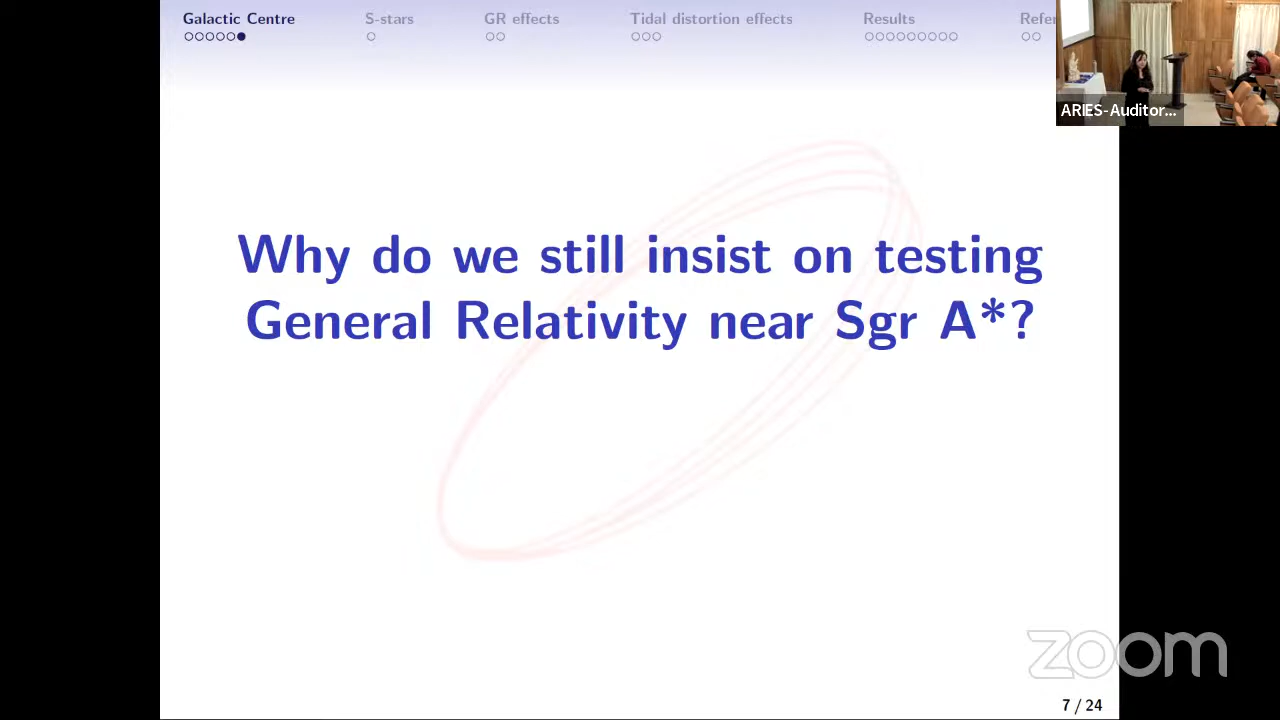 Galactic Centre S-stars GR effects Tidal distortion effects Results Refer
ARIES-Auditor...
Why do we still insist on testing
General Relativity near Sgr A*?
zoom
7 / 24